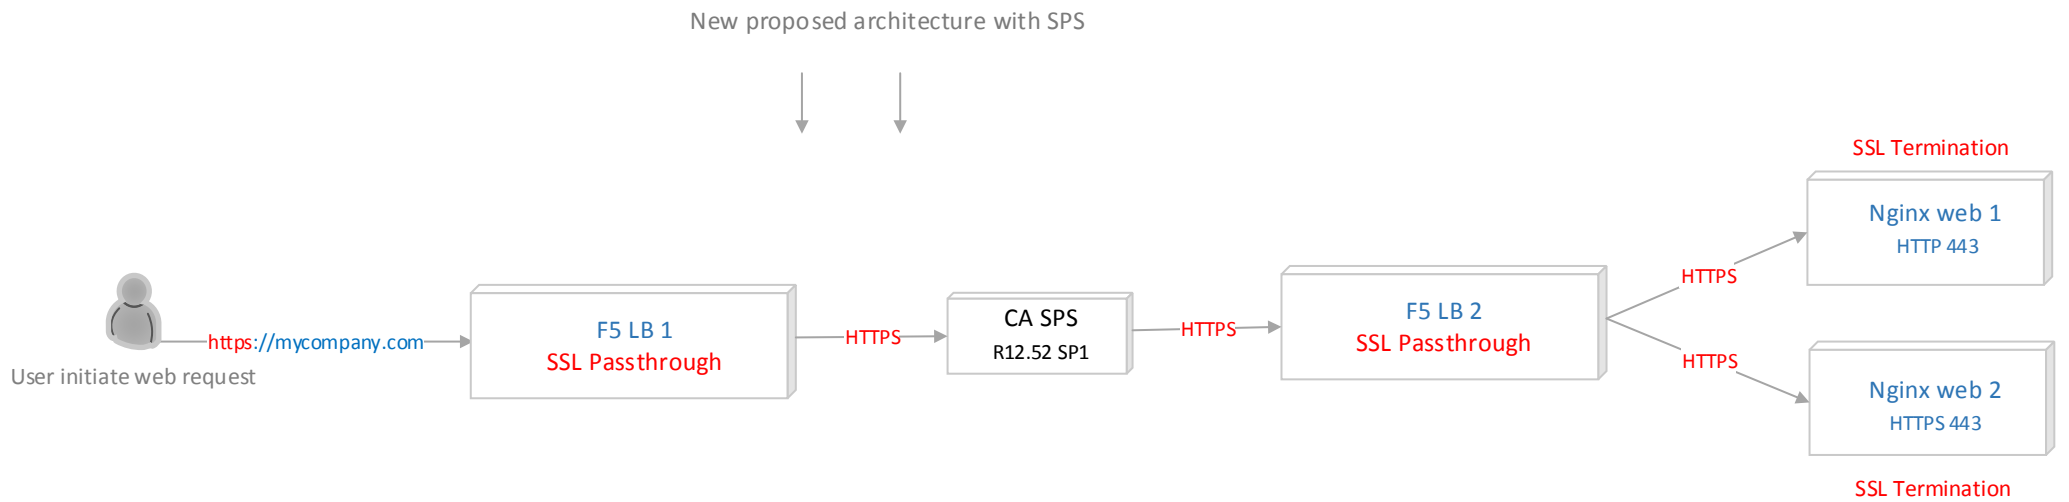 New proposed architecture with SPS
SSL Termination
Nginx web 1
HTTP 443
HTTPS
F5 LB 2
SSL Passthrough
CA SPS
R12.52 SP1
HTTPS
F5 LB 1
SSL Passthrough
HTTPS
https://mycompany.com
User initiate web request
HTTPS
Nginx web 2
HTTPS 443
SSL Termination